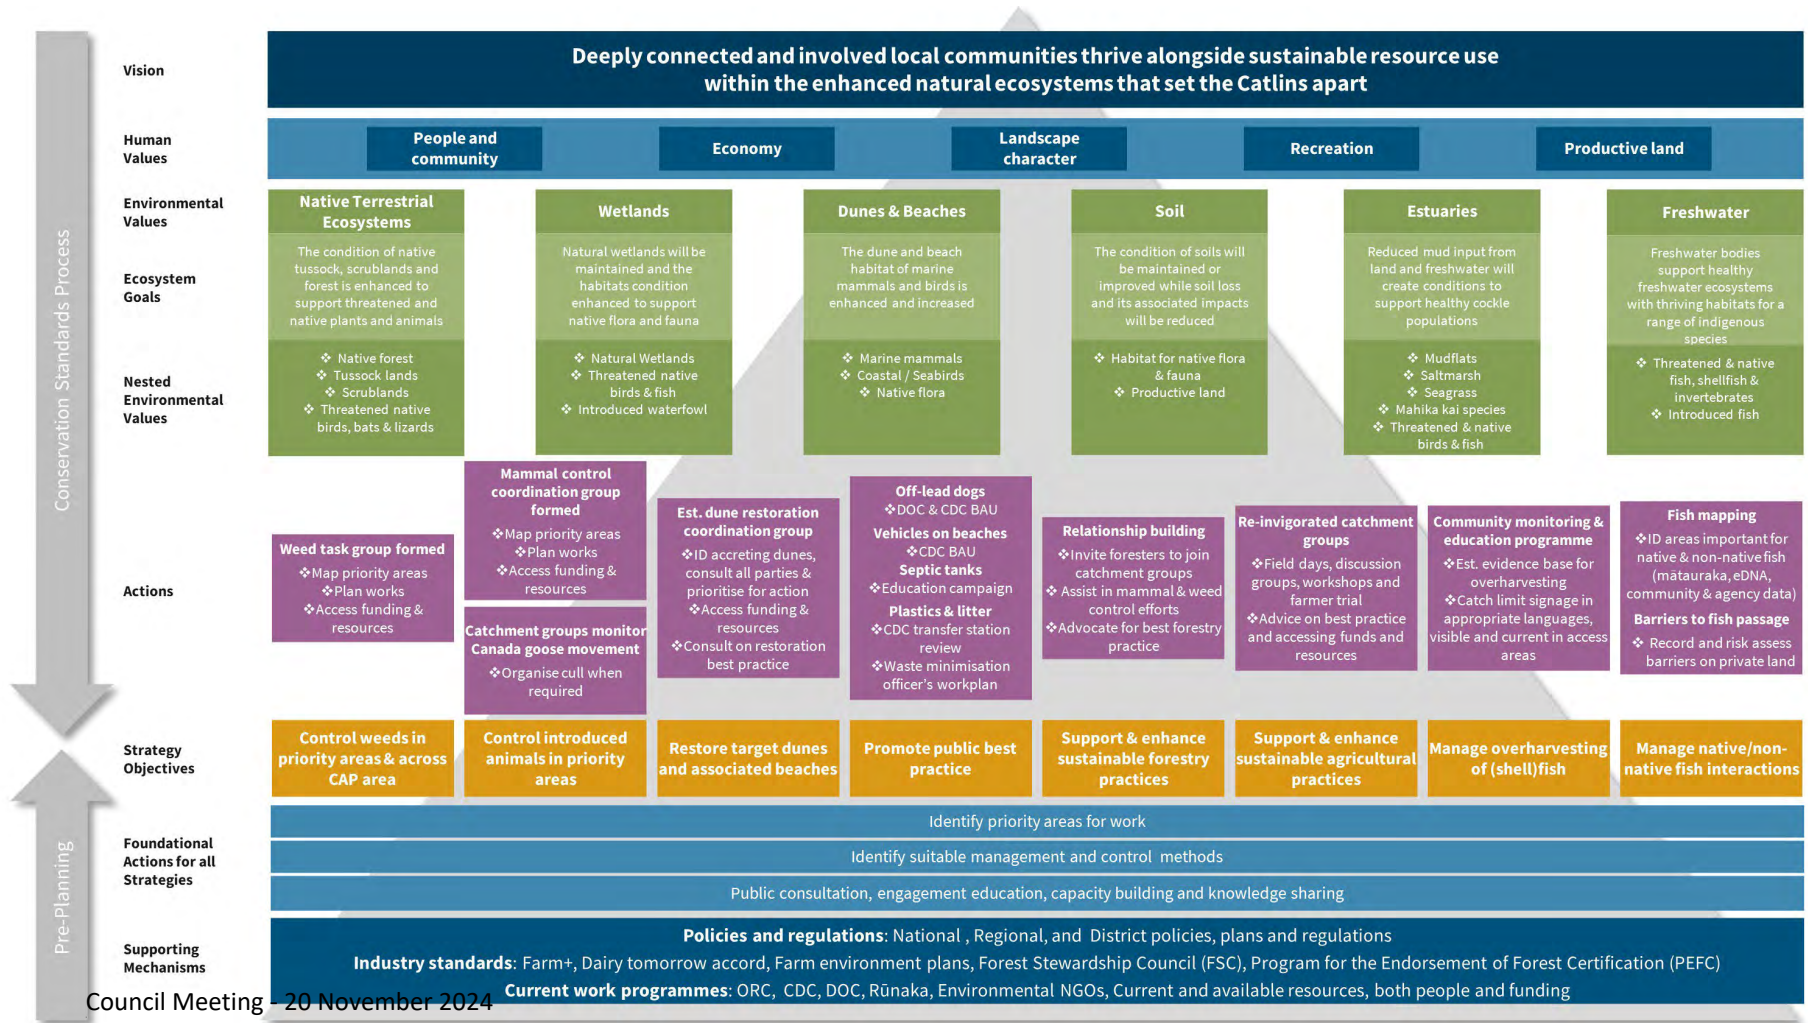 Deeply connected and involved local communities thrive alongside sustainable resource use
within the enhanced natural ecosystems that set the Catlins apart
Vision
Human
Values
People and
community
Economy
Landscape
character
Recreation
Productive land
Environmental
Values
Native Terrestrial
Ecosystems
Wetlands
Dunes & Beaches
Soil
Estuaries
Freshwater
Ecosystem
Goals
The condition of native
tussock, scrublands and
forest is enhanced to
support threatened and
native plants and animals
Natural wetlands will be
maintained and the
habitats condition
enhanced to support
native flora and fauna
The dune and beach
habitat of marine
mammals and birds is
enhanced and increased
The condition of soils will
be maintained or
improved while soil loss
and its associated impacts
will be reduced
Reduced mud input from
land and freshwater will
create conditions to
support healthy cockle
populations
Freshwater bodies
support healthy
freshwater ecosystems
with thriving habitats for a
range of indigenous
species
Nested
Environmental
Values
❖ Native forest
❖ Tussock lands
❖ Scrublands
❖ Threatened native
birds, bats & lizards
❖ Natural Wetlands
❖ Threatened native
birds & fish
❖ Introduced waterfowl
❖ Marine mammals
❖ Coastal / Seabirds
❖ Native flora
❖ Habitat for native flora
& fauna
❖ Productive land
❖ Mudflats
❖ Saltmarsh
❖ Seagrass
❖ Mahika kai species
❖ Threatened & native
birds & fish
❖ Threatened & native
fish, shellfish &
invertebrates
❖ Introduced fish
Conservation Standards Process
Actions
Weed task group formed
❖Map priority areas
❖Plan works
❖Access funding &
resources
Mammal control
coordination group
formed
❖Map priority areas
❖Plan works
❖Access funding &
resources
Catchment groups monitor
Canada goose movement
❖Organise cull when
required
Est. dune restoration
coordination group
❖ID accreting dunes,
consult all parties &
prioritise for action
❖Access funding &
resources
❖Consult on restoration
best practice
Off-lead dogs
❖DOC & CDC BAU
Vehicles on beaches
❖CDC BAU
Septic tanks
❖Education campaign
Plastics & litter
❖CDC transfer station
review
❖Waste minimisation
officer's workplan
Relationship building
❖Invite foresters to join
catchment groups
❖ Assist in mammal & weed
control efforts
❖Advocate for best forestry
practice
Re-invigorated catchment
groups
❖Field days, discussion
groups, workshops and
farmer trial
❖Advice on best practice
and accessing funds and
resources
Community monitoring &
education programme
❖Est. evidence base for
overharvesting
❖Catch limit signage in
appropriate languages,
visible and current in access
areas
Fish mapping
❖ID areas important for
native & non-native fish
(mātauraka, eDNA,
community & agency data)
Barriers to fish passage
❖ Record and risk assess
barriers on private land
Strategy
Objectives
Control weeds in
priority areas & across
CAP area
Control introduced
animals in priority
areas
Restore target dunes
and associated beaches
Promote public best
practice
Support & enhance
sustainable forestry
practices
Support & enhance
sustainable agricultural
practices
Manage overharvesting
of (shell)fish
Manage native/non-
native fish interactions
Pre-Planning
Foundational
Actions for all
Strategies
Identify priority areas for work
Identify suitable management and control methods
Public consultation, engagement education, capacity building and knowledge sharing
Supporting
Mechanisms
Policies and regulations: National , Regional, and District policies, plans and regulations
Industry standards: Farm+, Dairy tomorrow accord, Farm environment plans, Forest Stewardship Council (FSC), Program for the Endorsement of Forest Certification (PEFC)
Current work programmes: ORC, CDC, DOC, Rūnaka, Environmental NGOs, Current and available resources, both people and funding
Council Meeting - 20 November 2024